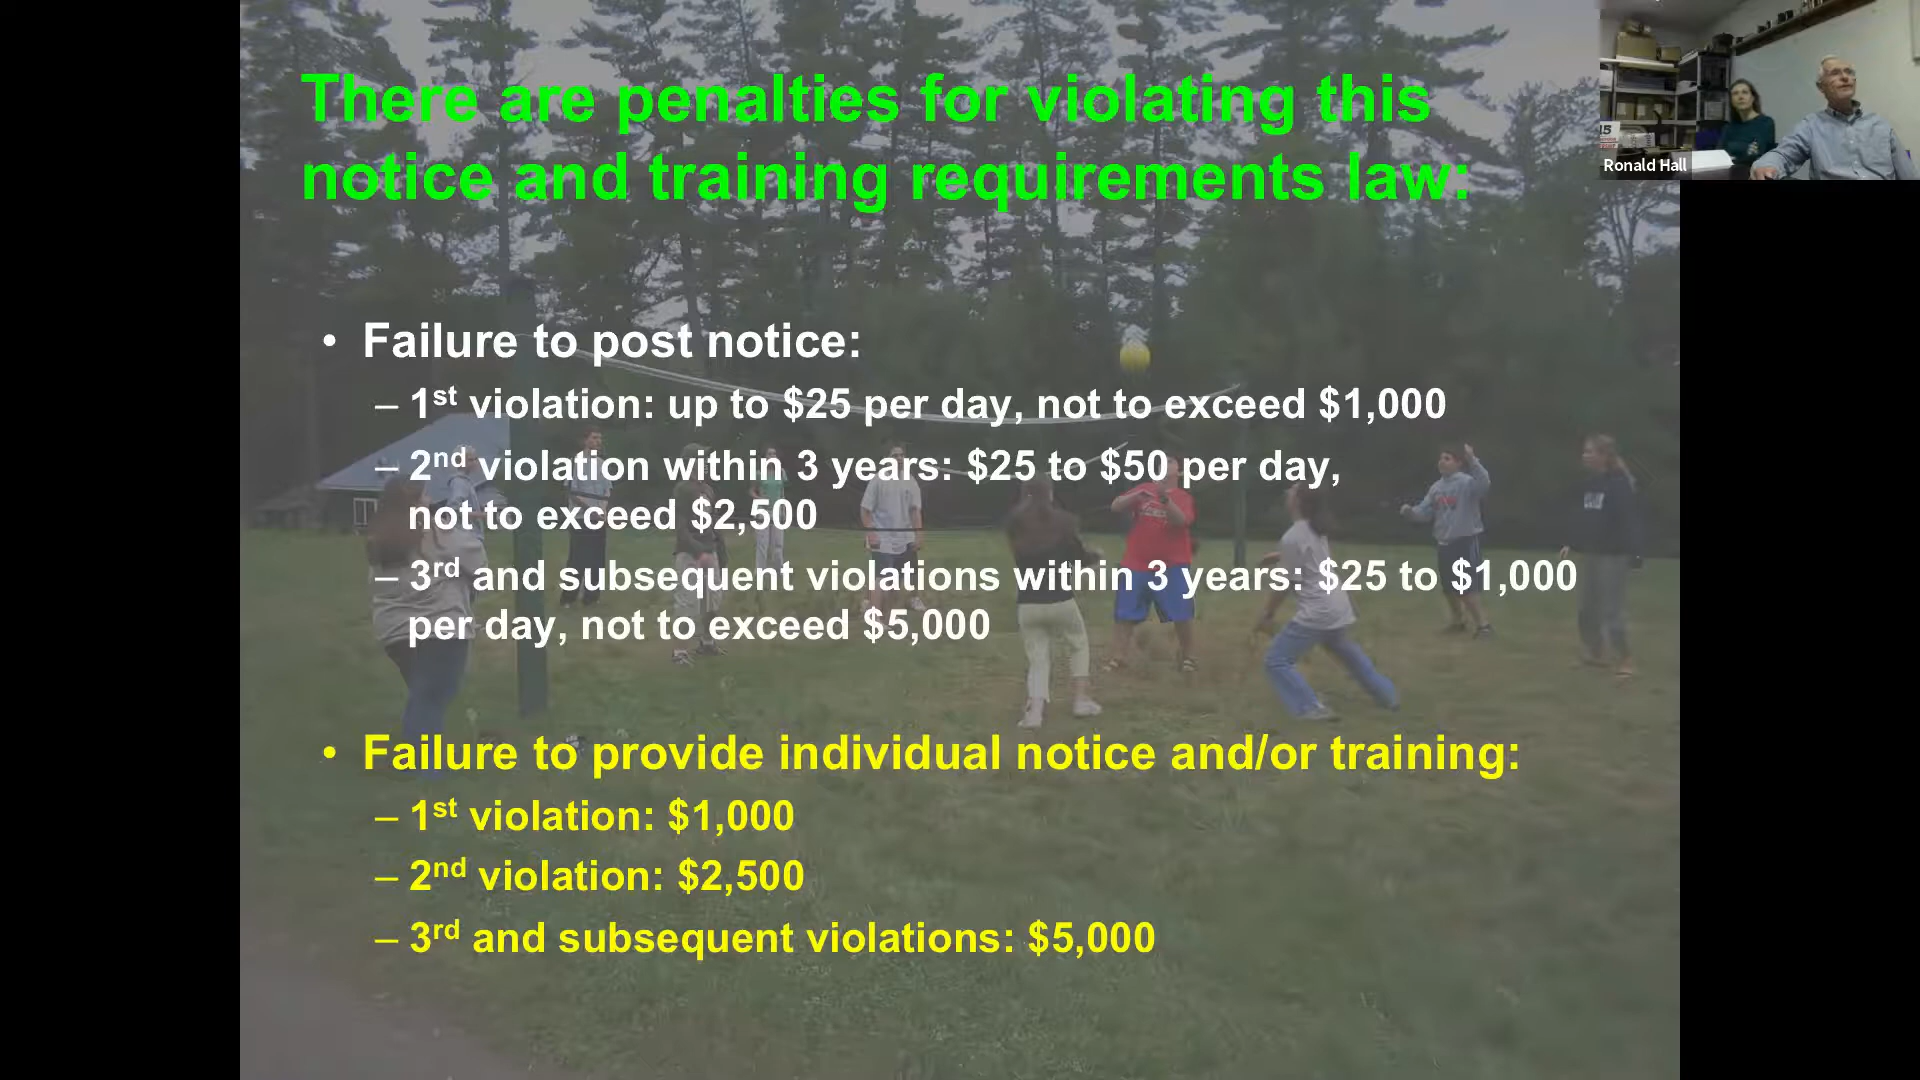 There are penalties for violating this
notice and training requirements law:
• Failure to post notice:
– 1st violation: up to $25 per day, not to exceed $1,000
– 2nd violation within 3 years: $25 to $50 per day,
not to exceed $2,500
– 3rd and subsequent violations within 3 years: $25 to $1,000
per day, not to exceed $5,000
• Failure to provide individual notice and/or training:
– 1st violation: $1,000
– 2nd violation: $2,500
– 3rd and subsequent violations: $5,000
15
Ronald Hall